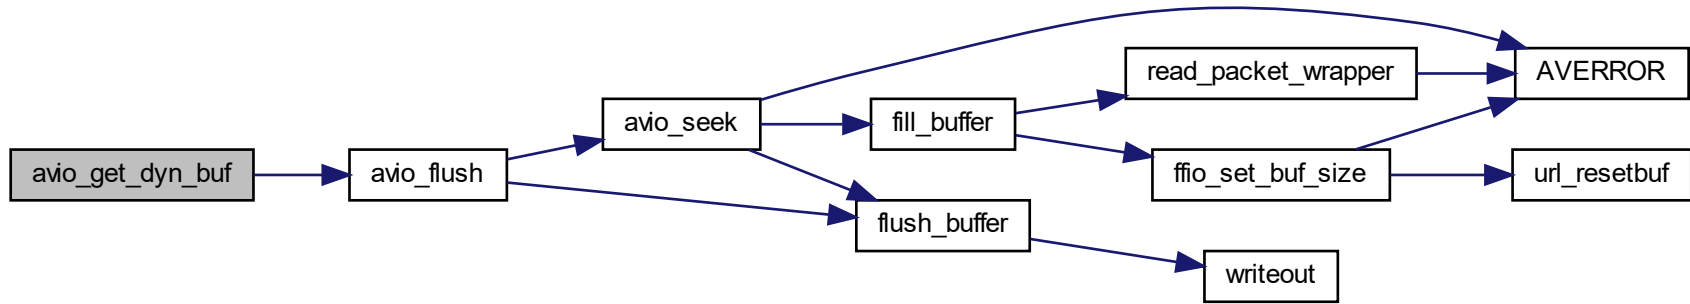 avio_get_dyn_buf
avio_flush
avio_seek
flush_buffer
fill_buffer
read_packet_wrapper
ffio_set_buf_size
writeout
AVERROR
url_resetbuf